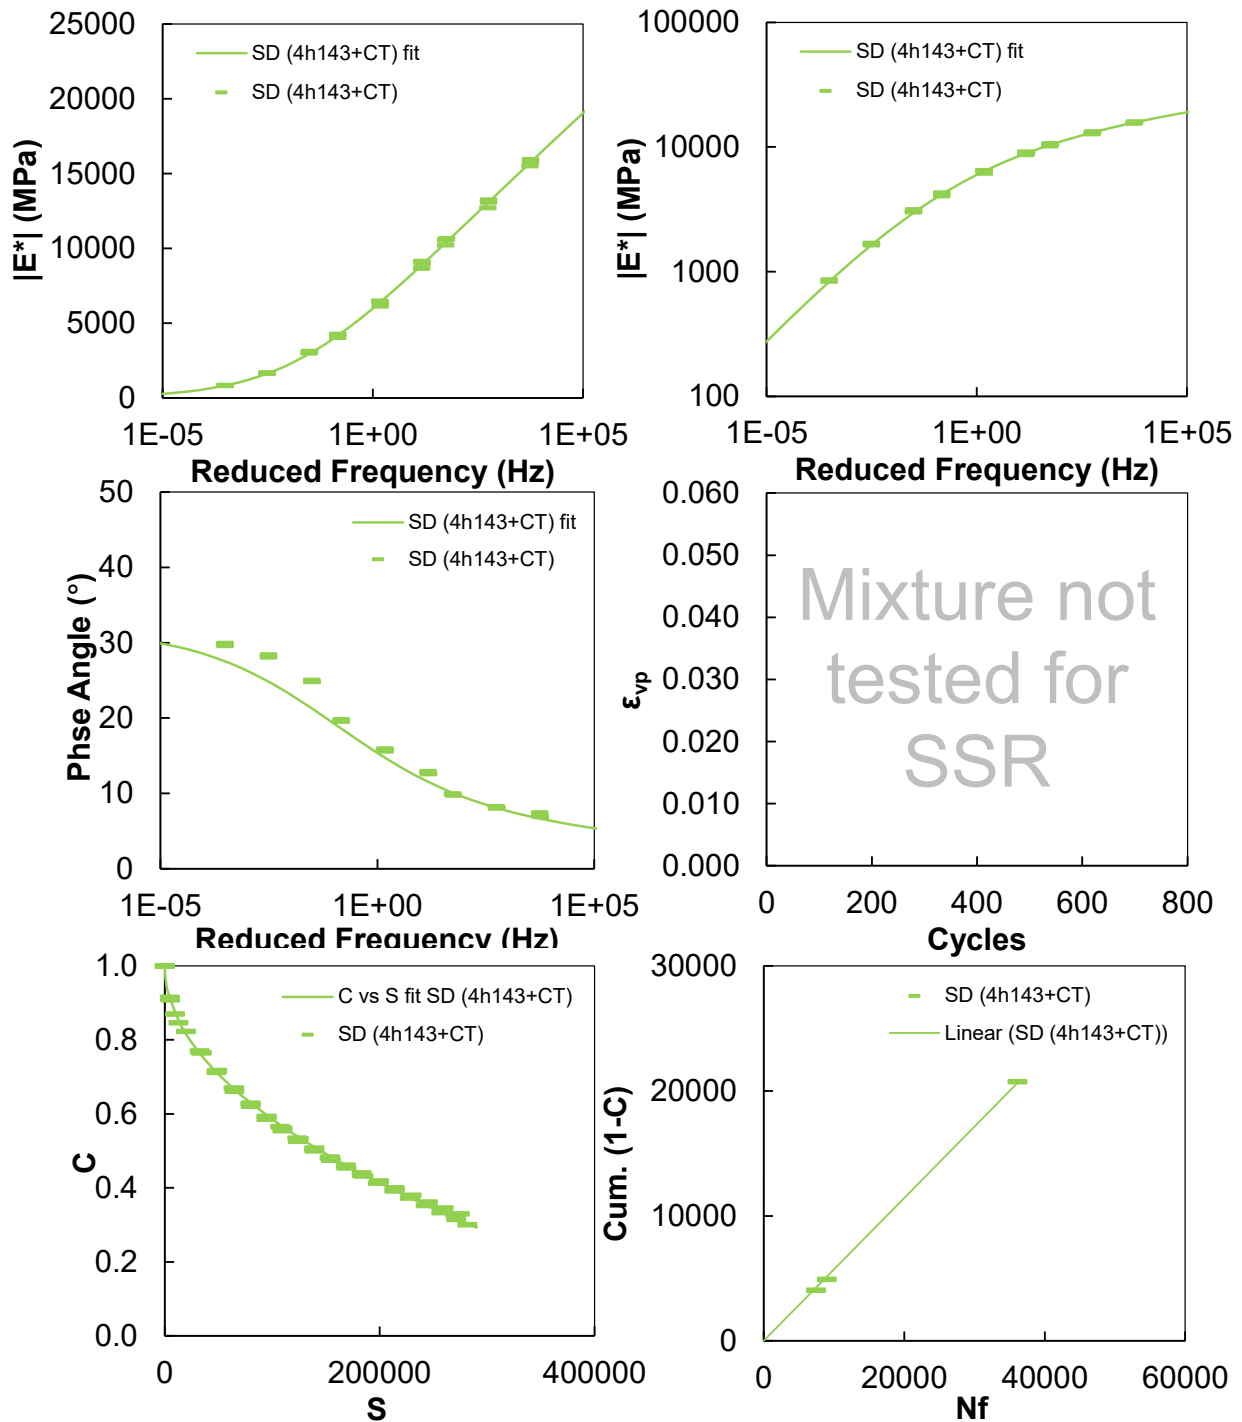 25000
20000
15000
10000
5000
0
|E*| (MPa)
SD (4h143+CT) fit
SD (4h143+CT)
1E-05
1E+00
1E+05
Reduced Frequency (Hz)
100000
10000
1000
100
|E*| (MPa)
SD (4h143+CT) fit
SD (4h143+CT)
1E-05
1E+00
1E+05
Reduced Frequency (Hz)
50
40
30
20
10
0
Phse Angle (°)
SD (4h143+CT) fit
SD (4h143+CT)
1E-05
1E+00
1E+05
Reduced Frequency (Hz)
0.060
0.050
0.040
0.030
0.020
0.010
0.000
εvp
Mixture not
tested for
SSR
0
200
400
600
800
Cycles
1.0
0.8
0.6
0.4
0.2
0.0
C
C vs S fit SD (4h143+CT)
SD (4h143+CT)
0
200000
400000
S
30000
20000
10000
0
Cum. (1-C)
SD (4h143+CT)
Linear (SD (4h143+CT))
0
20000
40000
60000
Nf